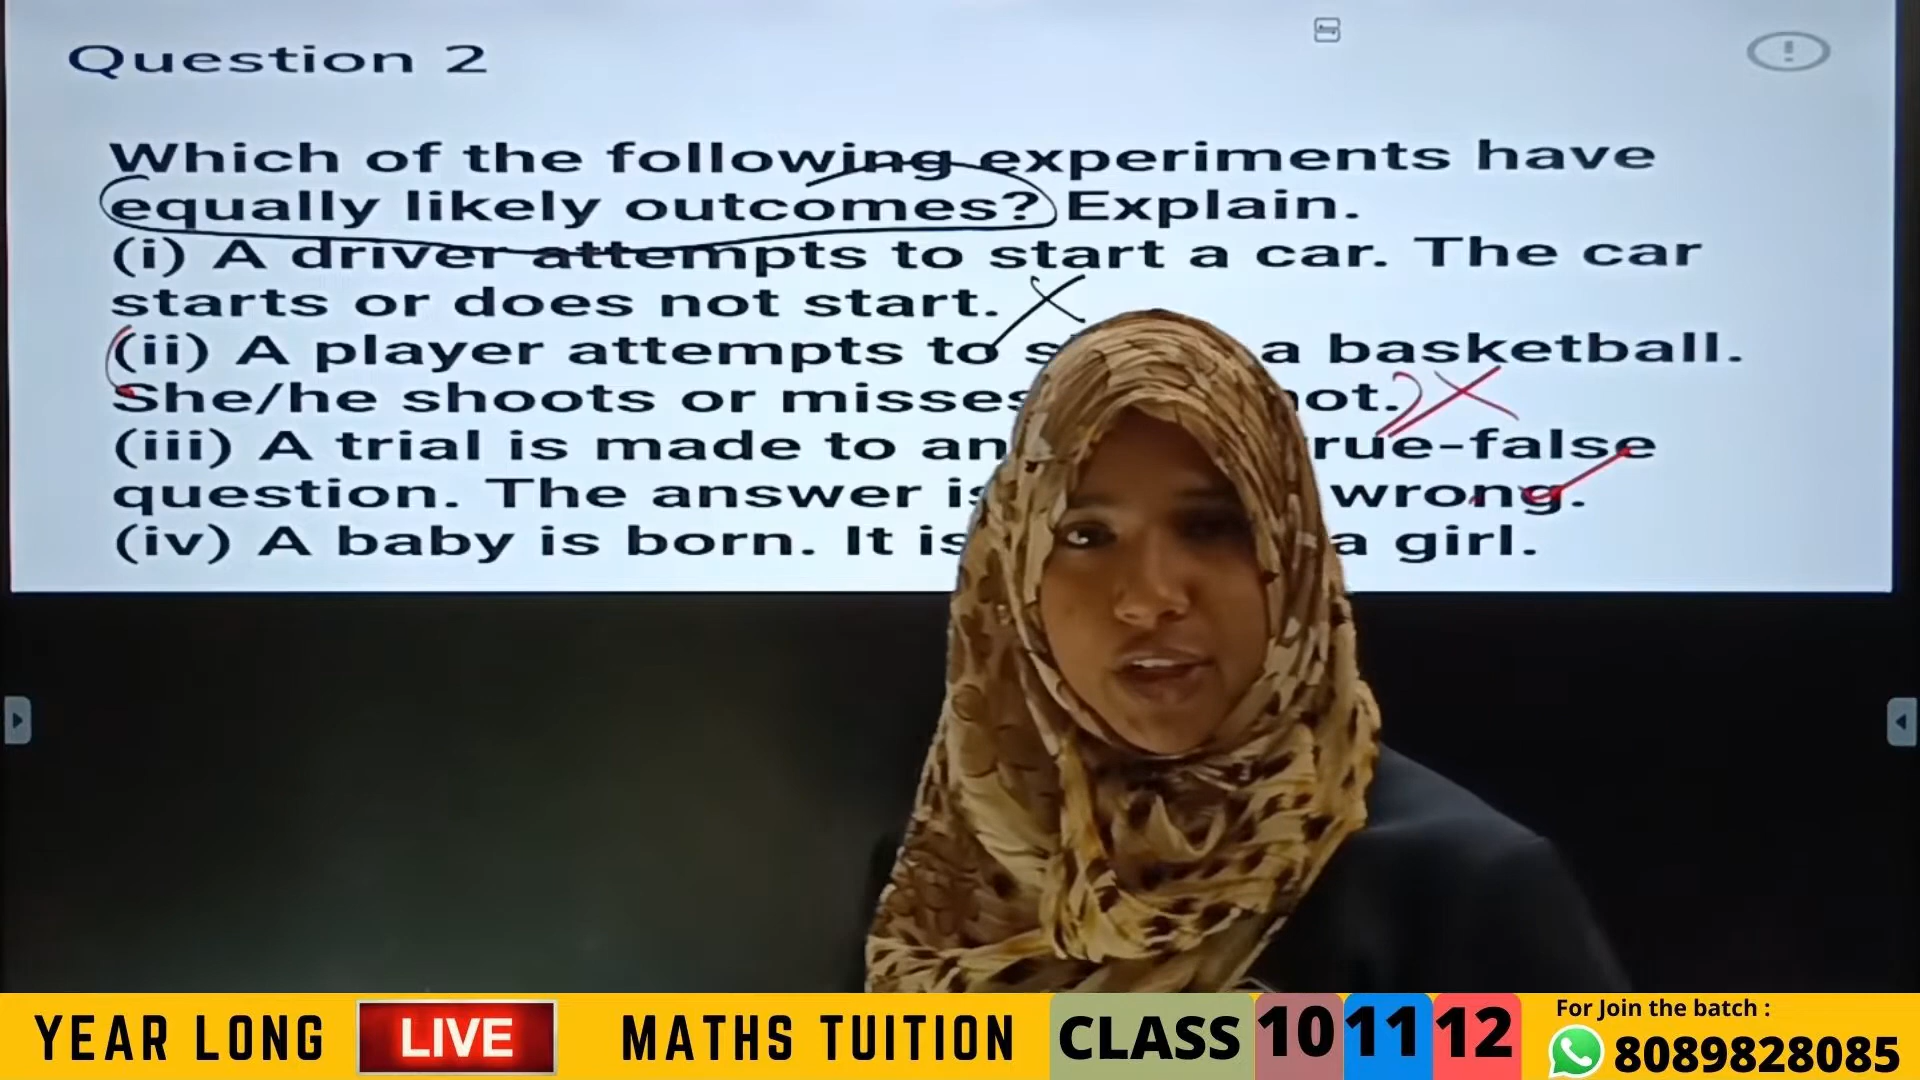 Question 2
Which of the following experiments have
equally likely outcomes? Explain.
(i) A driver attempts to start a car. The car
starts or does not start.
(ii) A player attempts to a basketball.
She/he shoots or misses
(iii) A trial is made to true-false
question. The answer is wrong.
(iv) A baby is born. It is a girl.
YEAR LONG LIVE MATHS TUITION CLASS 10 11 12
For Join the batch :
8089828085